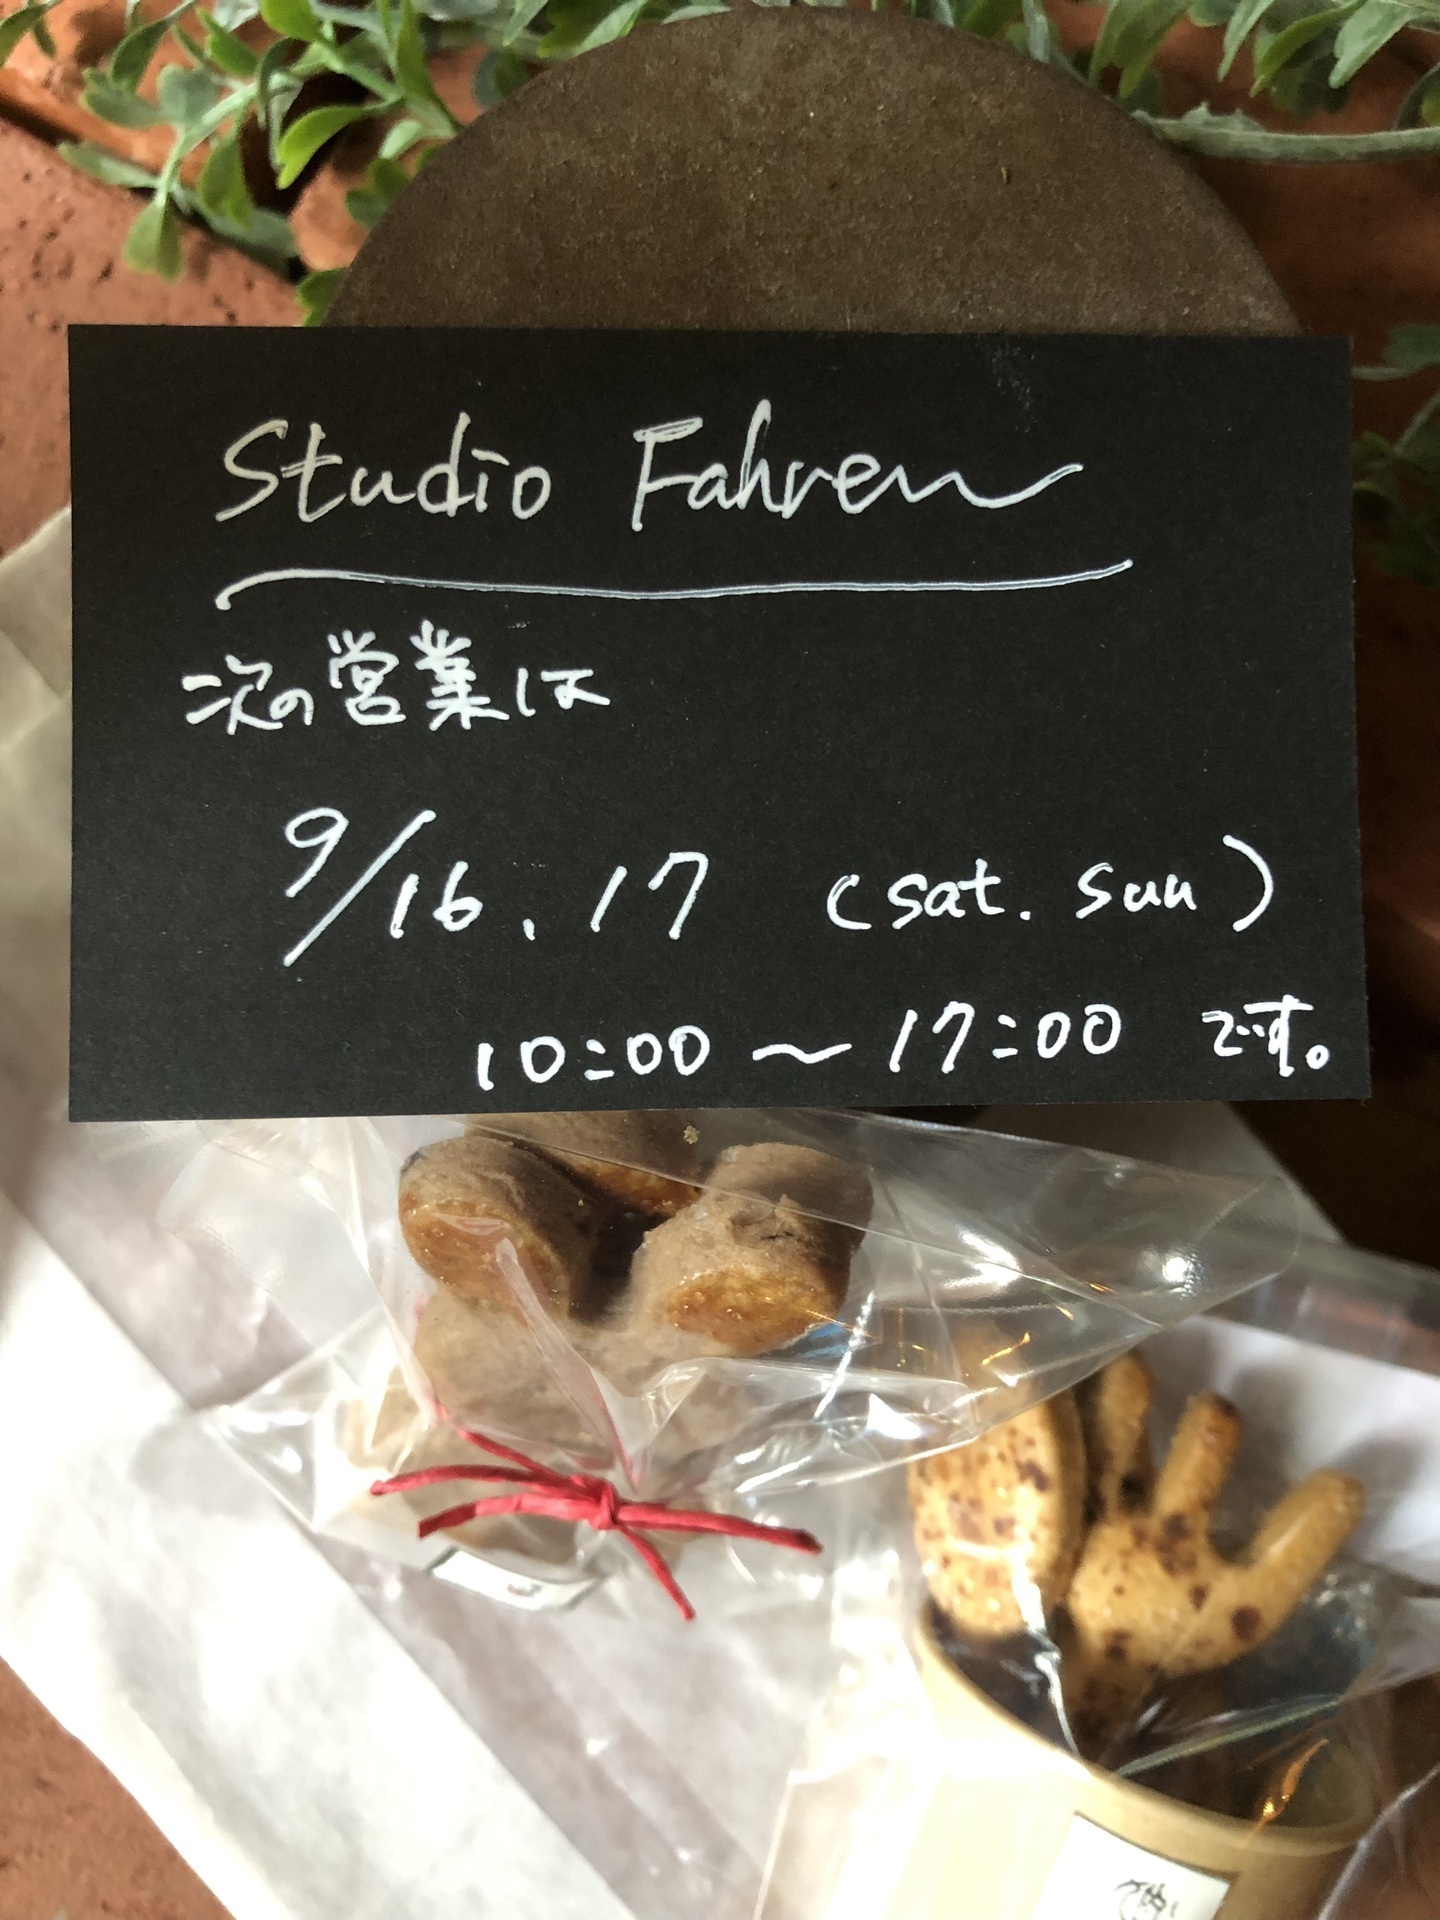 Studio Fahren
次の営業は
9/16.17 (sat. sun)
10:00〜17:00 です。